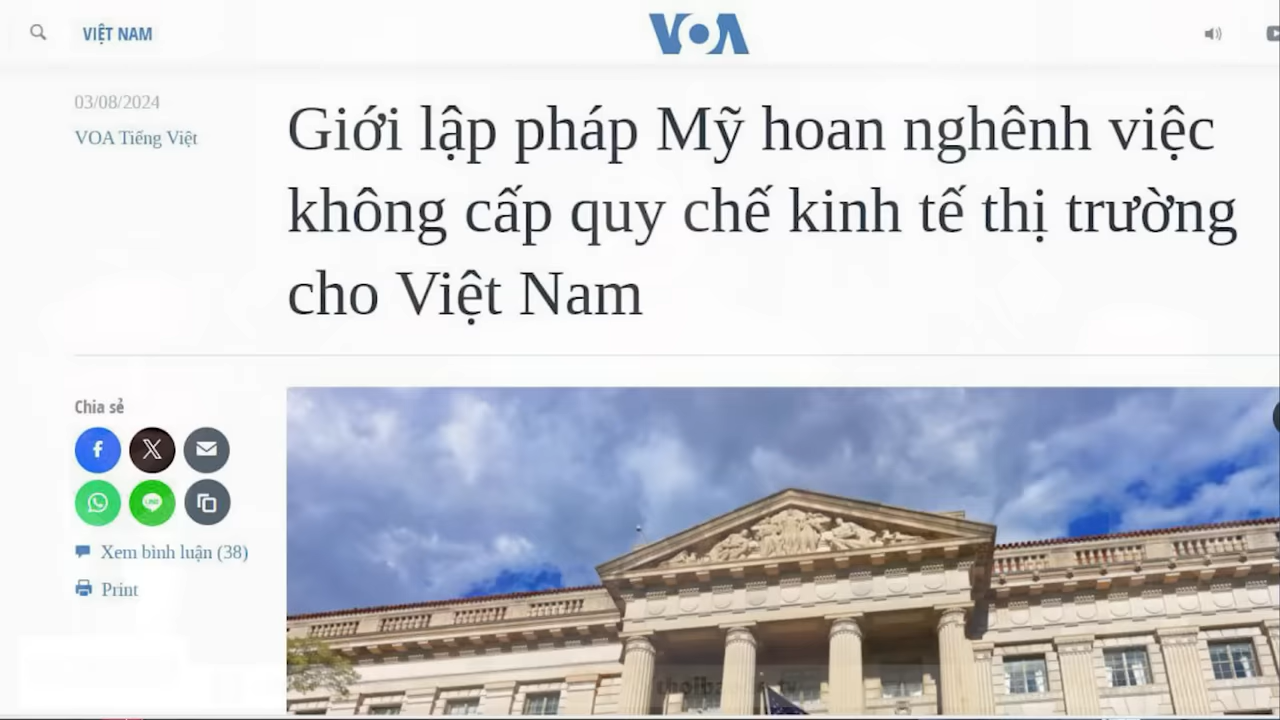 VIỆT NAM
VOA
03/08/2024
VOA Tiếng Việt
Giới lập pháp Mỹ hoan nghênh việc
không cấp quy chế kinh tế thị trường
cho Việt Nam
Chia sẻ
LINE
Xem bình luận (38)
Print